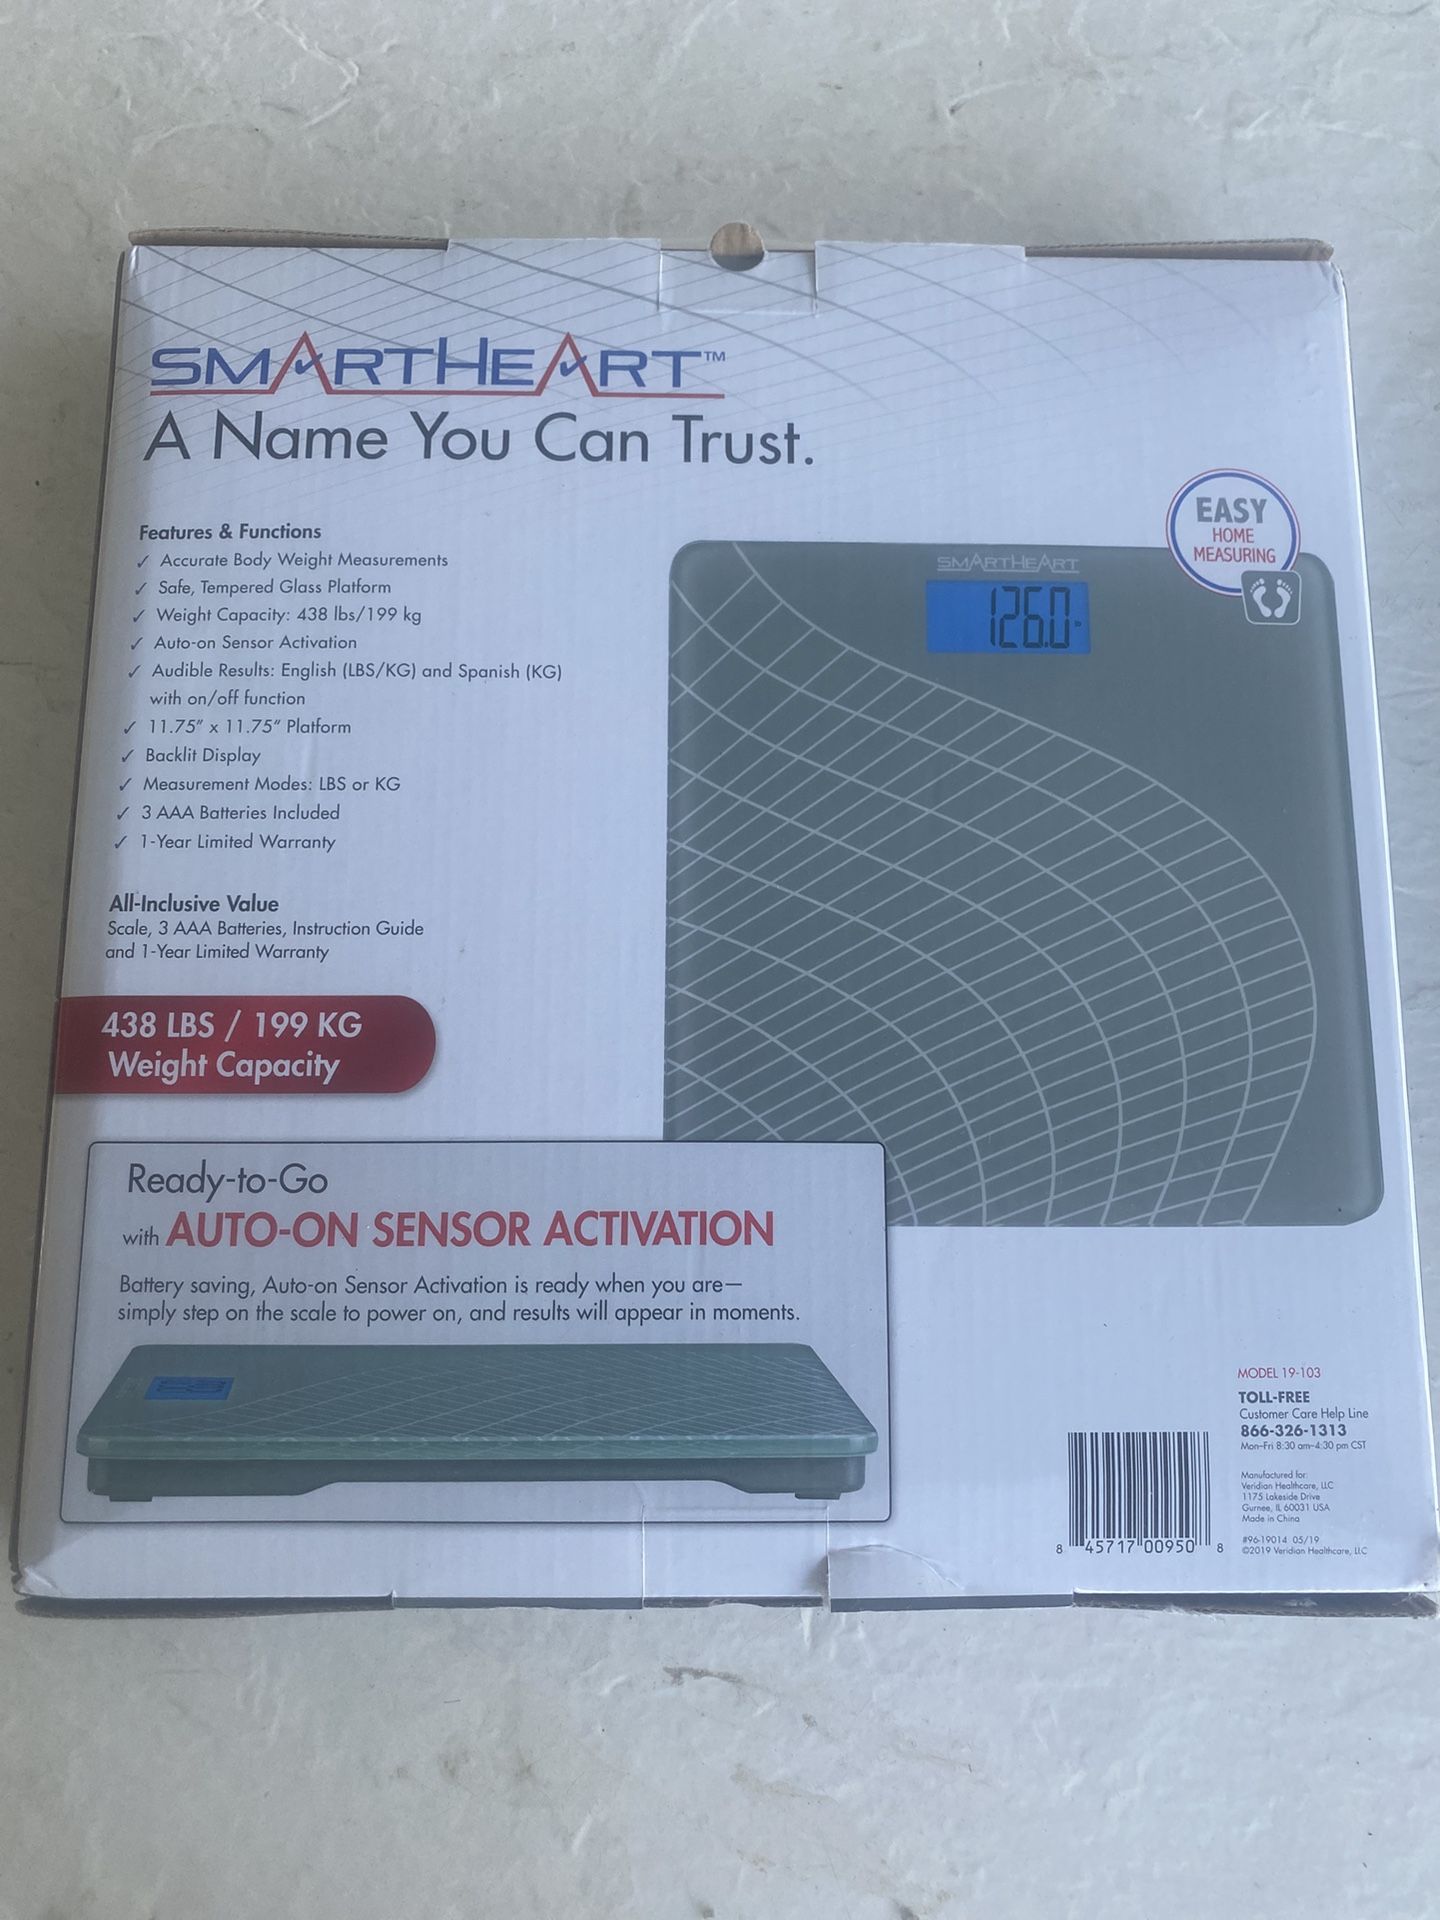 SMARTHEART™
A Name You Can Trust.
Features & Functions
✓ Accurate Body Weight Measurements
✓ Safe, Tempered Glass Platform
✓ Weight Capacity: 438 lbs/199 kg
✓ Auto-on Sensor Activation
✓ Audible Results: English (LBS/KG) and Spanish (KG)
with on/off function
✓ 11.75" x 11.75" Platform
✓ Backlit Display
✓ Measurement Modes: LBS or KG
✓ 3 AAA Batteries Included
✓ 1-Year Limited Warranty
All-Inclusive Value
Scale, 3 AAA Batteries, Instruction Guide
and 1-Year Limited Warranty
438 LBS / 199 KG
Weight Capacity
EASY
HOME
MEASURING
SMARTHEART
126.0
Ready-to-Go
with AUTO-ON SENSOR ACTIVATION
Battery saving, Auto-on Sensor Activation is ready when you are—
simply step on the scale to power on, and results will appear in moments.
MODEL 19-103
TOLL-FREE
Customer Care Help Line
866-326-1313
Mon–Fri 8:30 am–4:30 pm CST
Manufactured for:
Veridian Healthcare, LLC
1175 Lakeside Drive
Gurnee, IL 60031 USA
Made in China
#96-19014 05/19
©2019 Veridian Healthcare, LLC
8 45717 00950 8